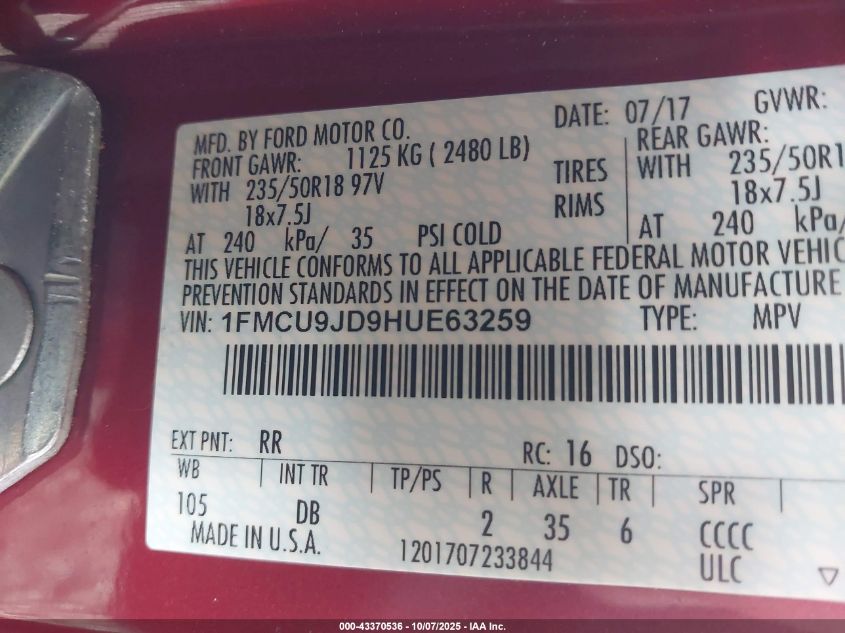 MFD. BY FORD MOTOR CO. DATE: 07/17 GVWR:
FRONT GAWR: 1125 KG ( 2480 LB) REAR GAWR:
WITH 235/50R18 97V TIRES WITH 235/50R1
18x7.5J RIMS 18x7.5J
AT 240 kPa/ 35 PSI COLD AT 240 kPa/
THIS VEHICLE CONFORMS TO ALL APPLICABLE FEDERAL MOTOR VEHIC
PREVENTION STANDARDS IN EFFECT ON THE DATE OF MANUFACTURE
VIN: 1FMCU9JD9HUE63259 TYPE: MPV
EXT PNT: RR RC: 16 DSO:
WB INT TR TP/PS R AXLE TR SPR
105 DB 2 35 6 CCCC
MADE IN U.S.A. 1201707233844 ULC
000-43370536 - 10/07/2025 - IAA Inc.